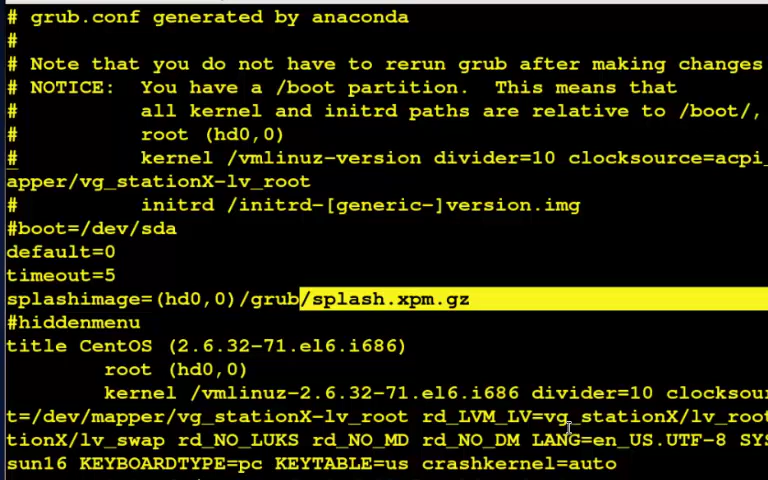 # grub.conf generated by anaconda
#
# Note that you do not have to rerun grub after making changes
# NOTICE:  You have a /boot partition.  This means that
#          all kernel and initrd paths are relative to /boot/,
#          root (hd0,0)
#          kernel /vmlinuz-version divider=10 clocksource=acpi_
apper/vg_stationX-lv_root
#          initrd /initrd-[generic-]version.img
#boot=/dev/sda
default=0
timeout=5
splashimage=(hd0,0)/grub/splash.xpm.gz
#hiddenmenu
title CentOS (2.6.32-71.el6.i686)
        root (hd0,0)
        kernel /vmlinuz-2.6.32-71.el6.i686 divider=10 clocksou
t=/dev/mapper/vg_stationX-lv_root rd_LVM_LV=vg_stationX/lv_root
tionX/lv_swap rd_NO_LUKS rd_NO_MD rd_NO_DM LANG=en_US.UTF-8 SYS
sun16 KEYBOARDTYPE=pc KEYTABLE=us crashkernel=auto